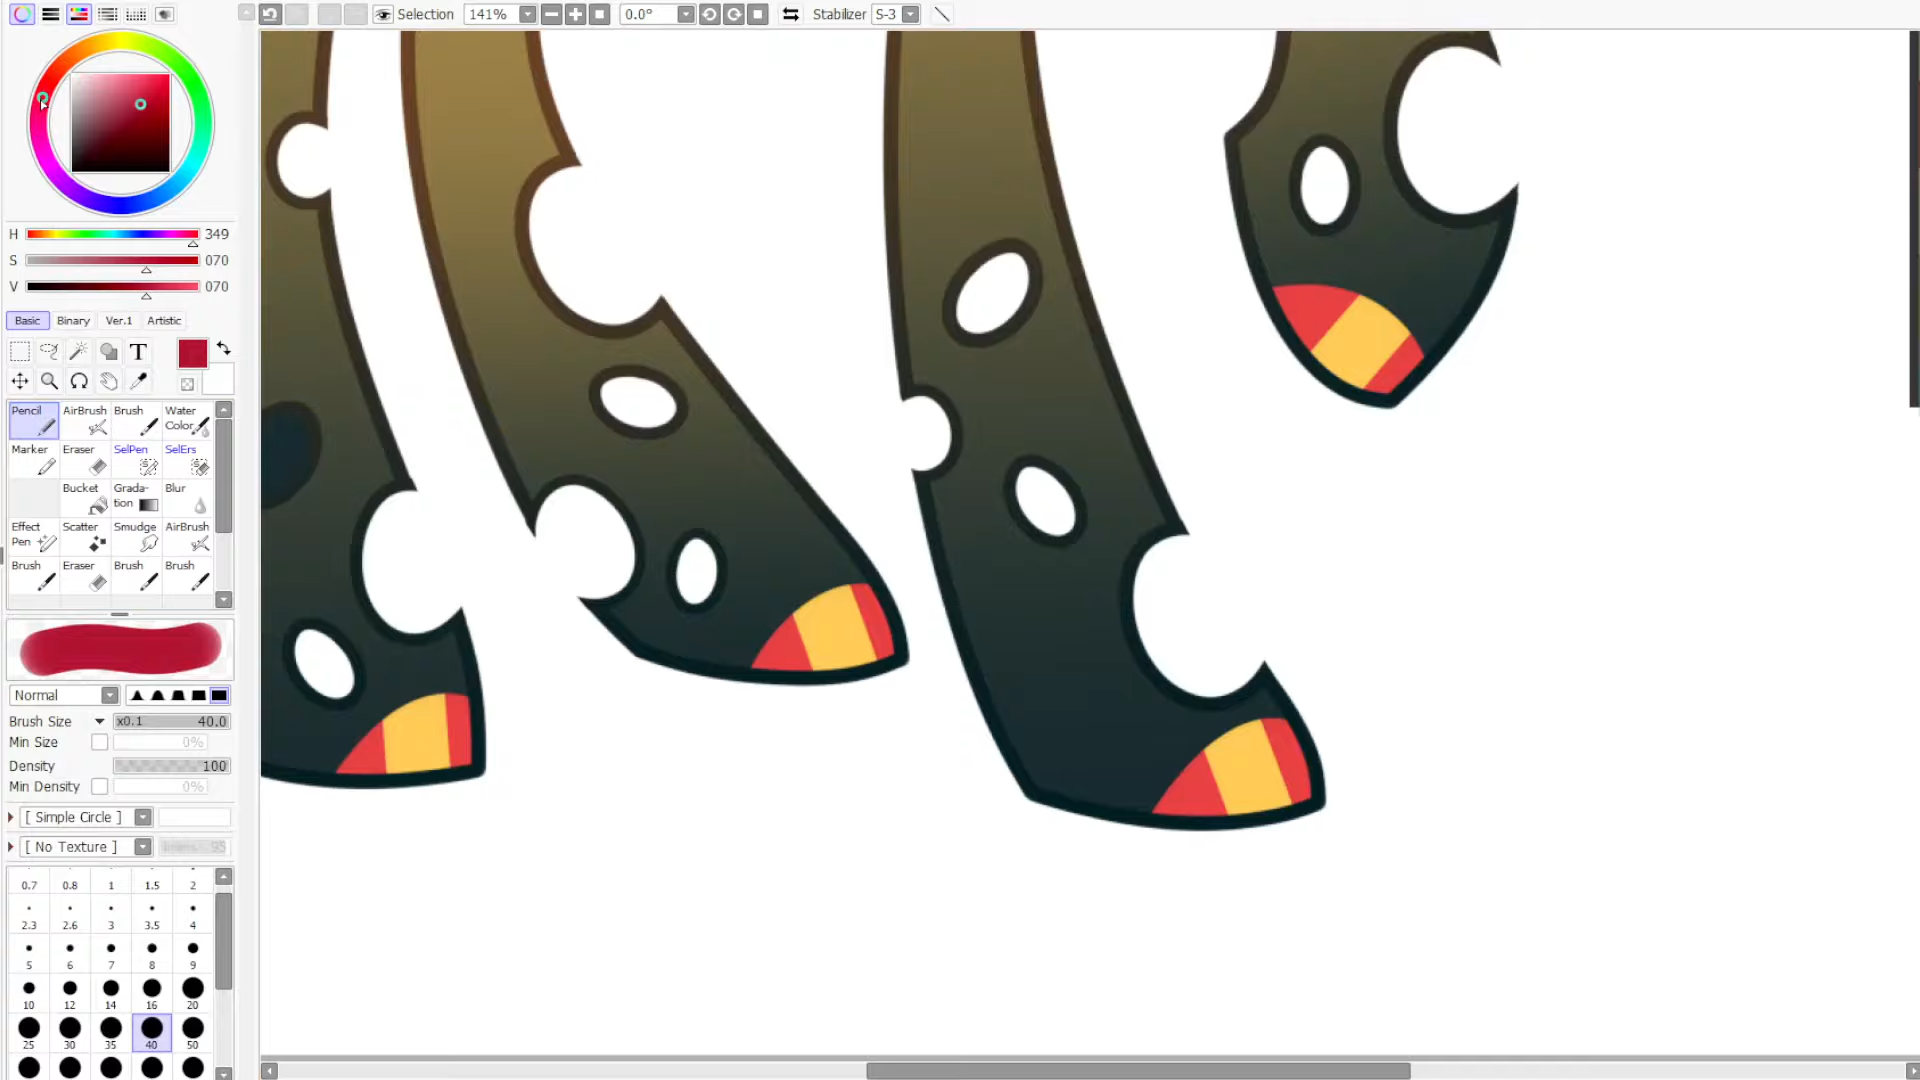 Selection 141% 0.0° Stabilizer S-3
H 349
S 070
V 070
Basic Binary Ver.1 Artistic
T
Pencil AirBrush Brush Water Color
Marker Eraser SelPen SelErs
Bucket Grada-tion Blur
Effect Pen Scatter Smudge AirBrush
Brush Eraser Brush Brush
Normal
Brush Size x0.1 40.0
Min Size 0%
Density 100
Min Density 0%
[ Simple Circle ]
[ No Texture ] 95
0.7 0.8 1 1.5 2
2.3 2.6 3 3.5 4
5 6 7 8 9
10 12 14 16 20
25 30 35 40 50